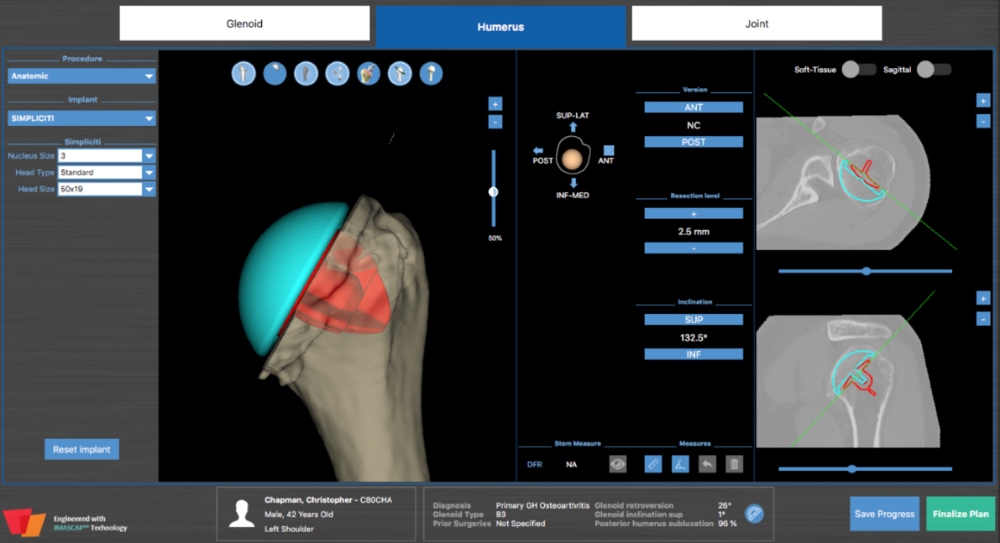 Glenoid
Humerus
Joint
Procedure
Anatomic
Implant
SIMPLICITI
Simpliciti
Nucleus Size 3
Head Type Standard
Head Size 50x19
Reset implant
+
-
50%
SUP-LAT
POST
ANT
INF-MED
Version
ANT
NC
POST
Resection level
+
2.5 mm
-
Inclination
SUP
132.5°
INF
Stem Measure
DFR NA
Measures
Soft-Tissue
Sagittal
+
-
+
-
Engineered with
IMASCAP™ Technology
Chapman, Christopher - C80CHA
Male, 42 Years Old
Left Shoulder
Diagnosis Primary GH Osteoarthritis
Glenoid Type B3
Prior Surgeries Not Specified
Glenoid retroversion 26°
Glenoid inclination sup 1°
Posterior humerus subluxation 96 %
Save Progress
Finalize Plan